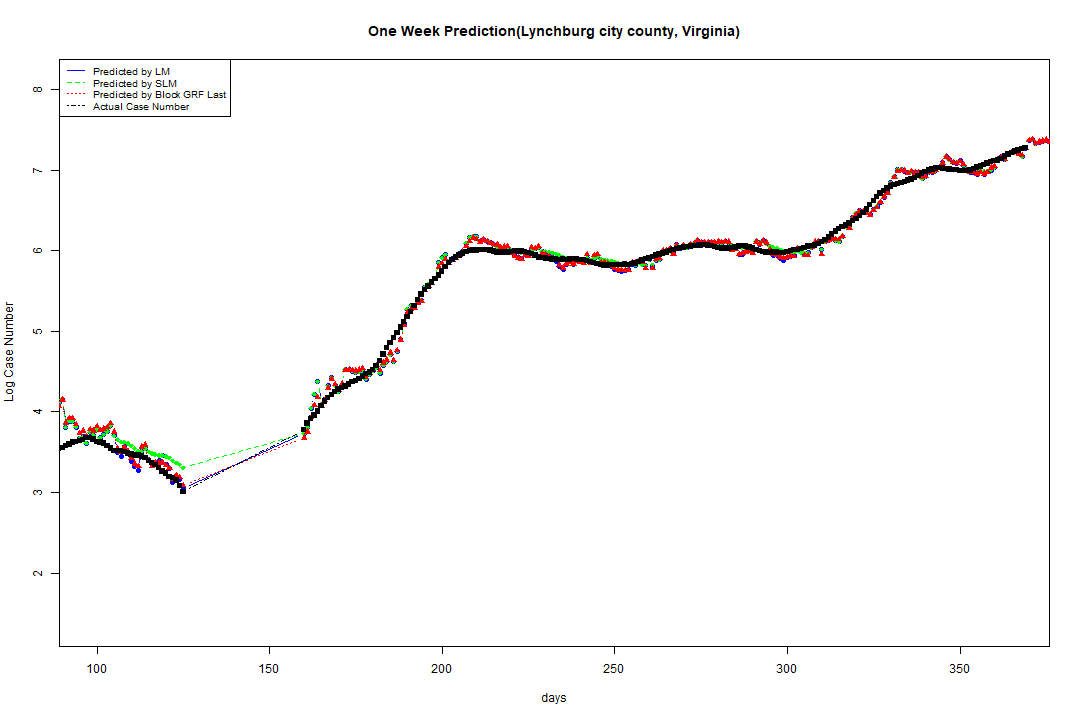 One Week Prediction(Lynchburg city county, Virginia)
Predicted by LM
Predicted by SLM
Predicted by Block GRF Last
Actual Case Number
Log Case Number
8
7
6
5
4
3
2
100 150 200 250 300 350
days